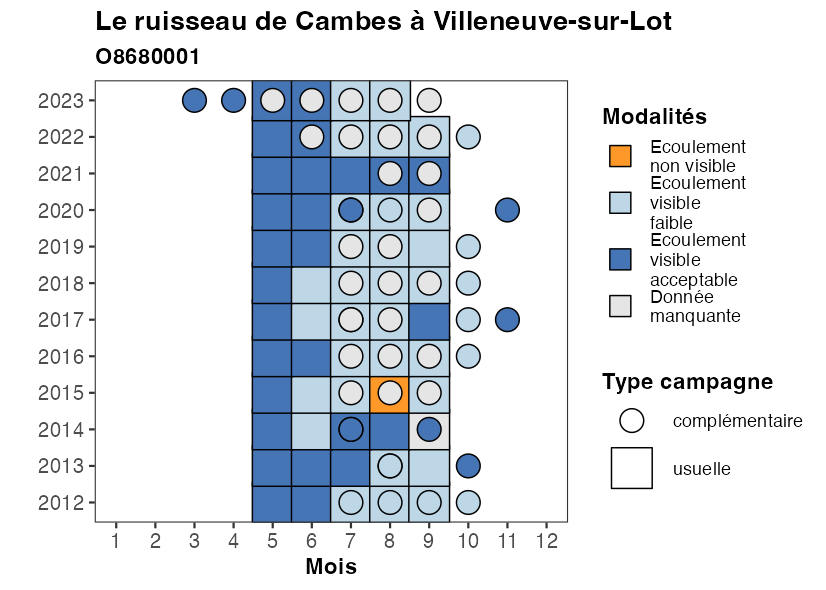 Le ruisseau de Cambes à Villeneuve-sur-Lot
O8680001
2023
2022
2021
2020
2019
2018
2017
2016
2015
2014
2013
2012
1 2 3 4 5 6 7 8 9 10 11 12
Mois
Modalités
Ecoulement
non visible
Ecoulement
visible
faible
Ecoulement
visible
acceptable
Donnée
manquante
Type campagne
complémentaire
usuelle